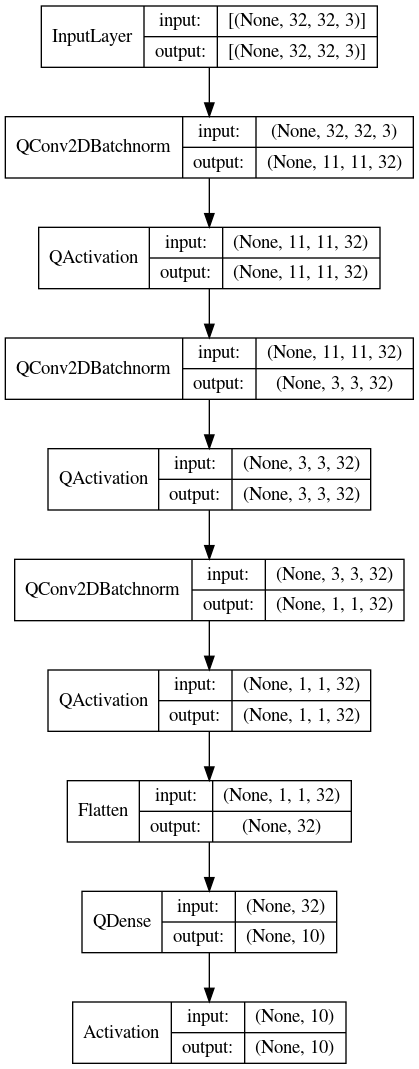 InputLayer
input: [(None, 32, 32, 3)]
output: [(None, 32, 32, 3)]
QConv2DBatchnorm
input: (None, 32, 32, 3)
output: (None, 11, 11, 32)
QActivation
input: (None, 11, 11, 32)
output: (None, 11, 11, 32)
QConv2DBatchnorm
input: (None, 11, 11, 32)
output: (None, 3, 3, 32)
QActivation
input: (None, 3, 3, 32)
output: (None, 3, 3, 32)
QConv2DBatchnorm
input: (None, 3, 3, 32)
output: (None, 1, 1, 32)
QActivation
input: (None, 1, 1, 32)
output: (None, 1, 1, 32)
Flatten
input: (None, 1, 1, 32)
output: (None, 32)
QDense
input: (None, 32)
output: (None, 10)
Activation
input: (None, 10)
output: (None, 10)